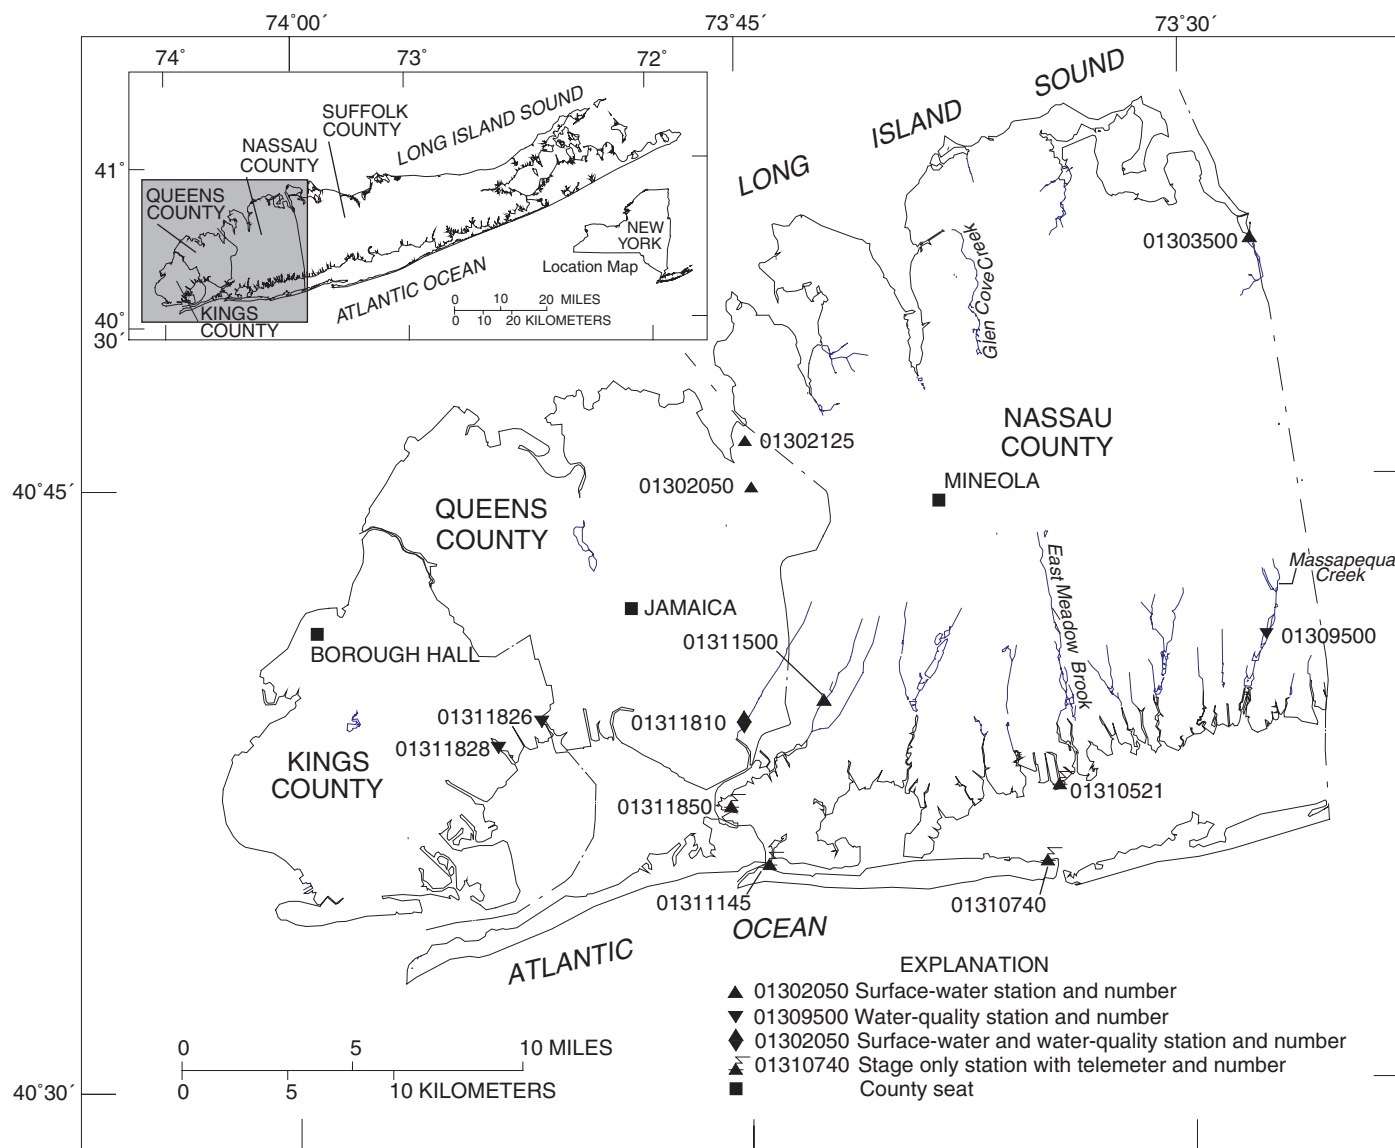 74°00´
73°45´
73°30´
74°
73°
72°
41°
40°
30´
SUFFOLK
COUNTY
LONG ISLAND SOUND
NASSAU
COUNTY
QUEENS
COUNTY
KINGS
COUNTY
ATLANTIC OCEAN
NEW
YORK
Location Map
0 10 20 MILES
0 10 20 KILOMETERS
LONG ISLAND SOUND
01303500
Glen Cove Creek
NASSAU
COUNTY
01302125
MINEOLA
01302050
40°45´
QUEENS
COUNTY
East Meadow Brook
Massapequa
Creek
JAMAICA
01311500
01309500
BOROUGH HALL
01311826
01311810
01311828
KINGS
COUNTY
01311850
01310521
01311145
01310740
ATLANTIC OCEAN
EXPLANATION
01302050 Surface-water station and number
01309500 Water-quality station and number
01302050 Surface-water and water-quality station and number
01310740 Stage only station with telemeter and number
County seat
0 5 10 MILES
0 5 10 KILOMETERS
40°30´